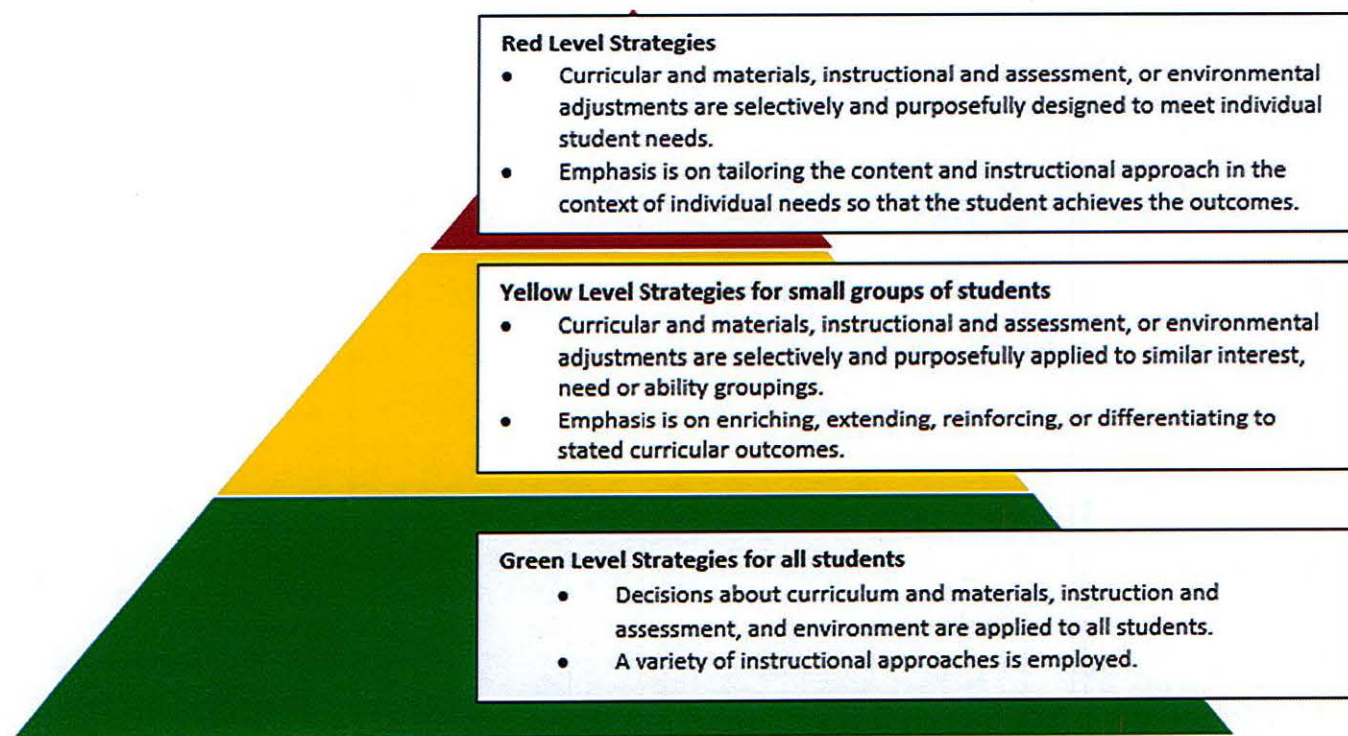 Red Level Strategies
• Curricular and materials, instructional and assessment, or environmental
adjustments are selectively and purposefully designed to meet individual
student needs.
• Emphasis is on tailoring the content and instructional approach in the
context of individual needs so that the student achieves the outcomes.
Yellow Level Strategies for small groups of students
• Curricular and materials, instructional and assessment, or environmental
adjustments are selectively and purposefully applied to similar interest,
need or ability groupings.
• Emphasis is on enriching, extending, reinforcing, or differentiating to
stated curricular outcomes.
Green Level Strategies for all students
• Decisions about curriculum and materials, instruction and
assessment, and environment are applied to all students.
• A variety of instructional approaches is employed.